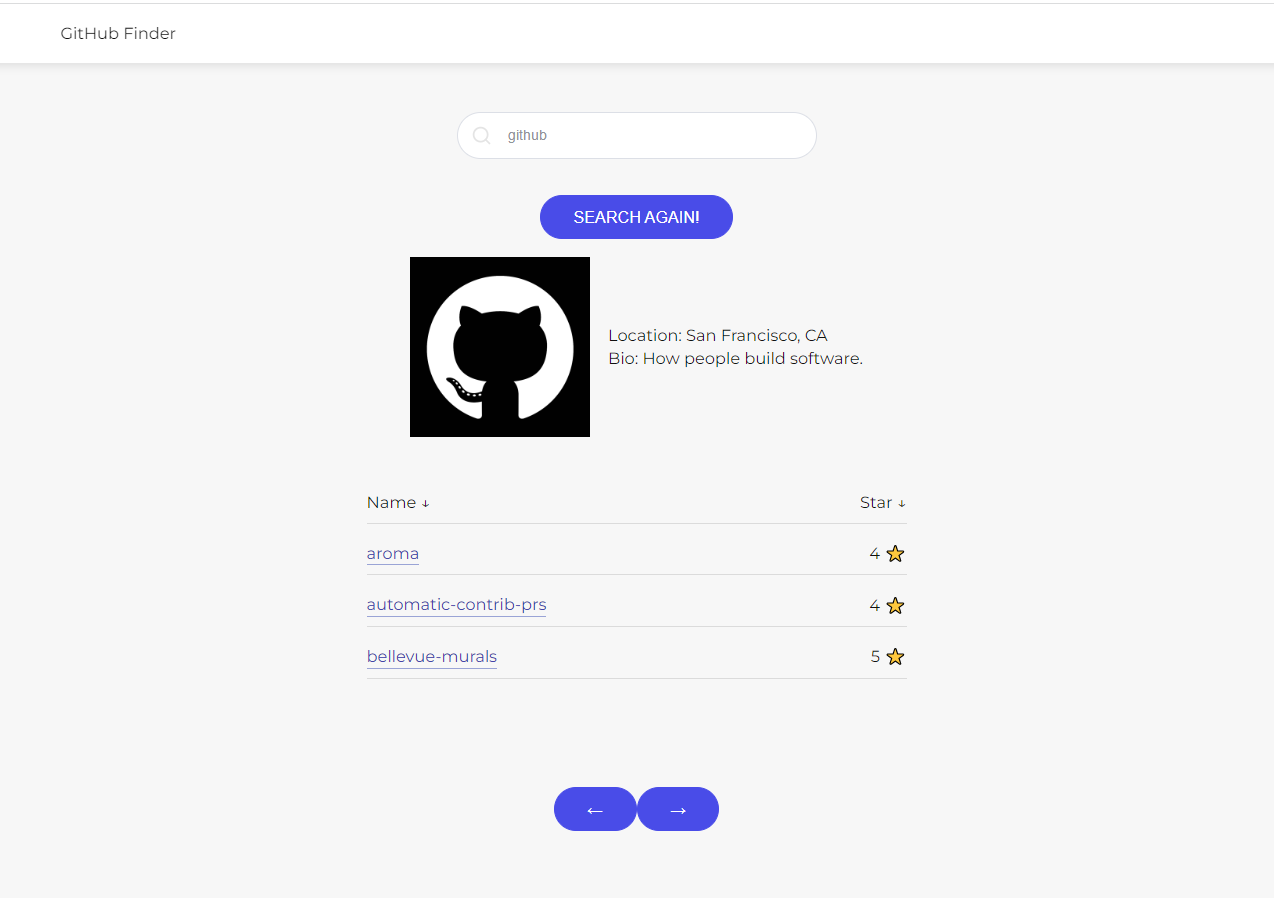 GitHub Finder
github
SEARCH AGAIN!
Location: San Francisco, CA
Bio: How people build software.
Name ↓ Star ↓
aroma 4 ⭐
automatic-contrib-prs 4 ⭐
bellevue-murals 5 ⭐
← →